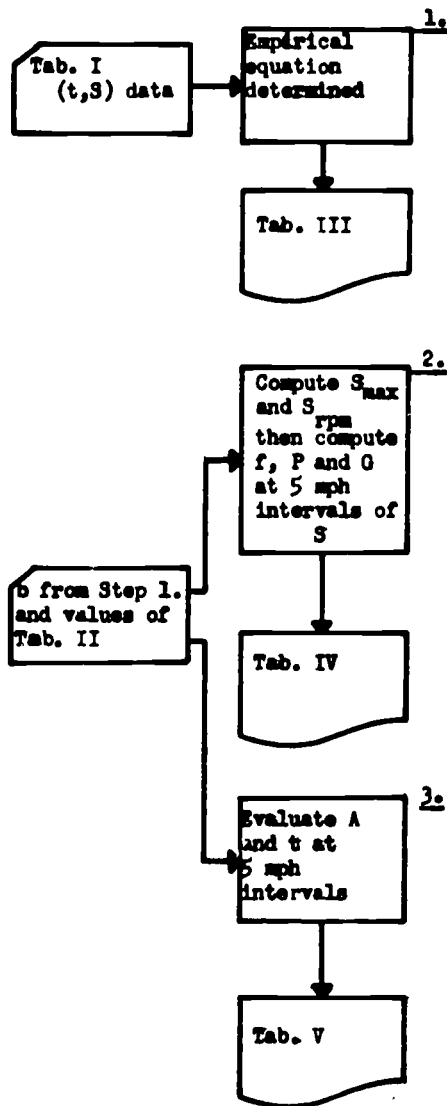 1.
Tab. I
(t,S) data
Empirical
equation
determined
Tab. III
2.
Compute S max
and S rpm
then compute
f, P and G
at 5 mph
intervals of
S
b from Step 1.
and values of
Tab. II
Tab. IV
3.
Evaluate A
and t at
5 mph
intervals
Tab. V